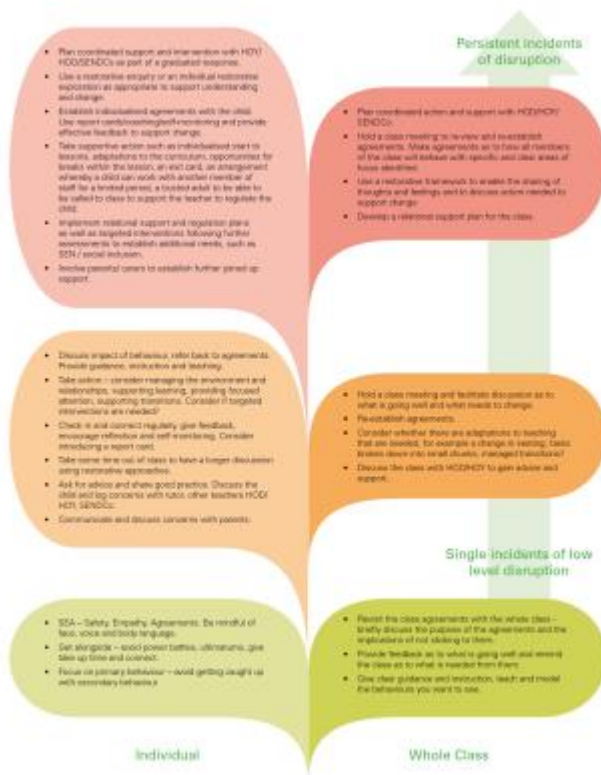 Persistent incidents
of disruption
• Plan coordinated support and intervention with HOY/
HOD/SENDCo as part of a graduated response.
• Use a restorative enquiry or an individual restorative
exploration as appropriate to support understanding
and change.
• Establish individualised agreements with the child.
Use report cards/coaching/self-monitoring and provide
effective feedback to support change.
• Take supportive action such as individualised start to
lessons, adaptations to the curriculum, opportunities for
breaks within the lesson, an exit card, an arrangement
whereby a child can work with another member of
staff for a limited period, a trusted adult to be able to
be called to class to support the teacher to regulate the
child.
• Implement relational support and regulation plans
as well as targeted interventions following further
assessments to establish additional needs, such as
SEN / social inclusion.
• Involve parents/ carers to establish further joined up
support.
• Plan coordinated action and support with HOD/HOY/
SENDCo.
• Hold a class meeting to re-view and re-establish
agreements. Make agreements as to how all members
of the class will behave with specific and clear areas of
focus identified.
• Use a restorative framework to enable the sharing of
thoughts and feelings and to discuss action needed to
support change.
• Develop a relational support plan for the class.
• Discuss impact of behaviour, refer back to agreements.
Provide guidance, instruction and teaching.
• Take action – consider managing the environment and
relationships, supporting learning, providing focused
attention, supporting transitions. Consider if targeted
interventions are needed?
• Check in and connect regularly, give feedback,
encourage reflection and self-monitoring. Consider
introducing a report card.
• Take some time out of class to have a longer discussion
using restorative approaches.
• Ask for advice and share good practice. Discuss the
child and log concerns with tutor, other teachers HOD/
HOY, SENDCo.
• Communicate and discuss concerns with parents.
• Hold a class meeting and facilitate discussion as to
what is going well and what needs to change.
• Re-establish agreements.
• Consider whether there are adaptations to teaching
that are needed, for example a change in seating, tasks
broken down into small chunks, managed transitions?
• Discuss the class with HOD/HOY to gain advice and
support.
Single incidents of low
level disruption
• SEA – Safety, Empathy, Agreements. Be mindful of
face, voice and body language.
• Get alongside – avoid power battles, ultimatums, give
take up time and connect.
• Focus on primary behaviour – avoid getting caught up
with secondary behaviour
• Revisit the class agreements with the whole class -
briefly discuss the purpose of the agreements and the
implications of not sticking to them.
• Provide feedback as to what is going well and remind
the class as to what is needed from them.
• Give clear guidance and instruction, teach and model
the behaviours you want to see.
Individual
Whole Class